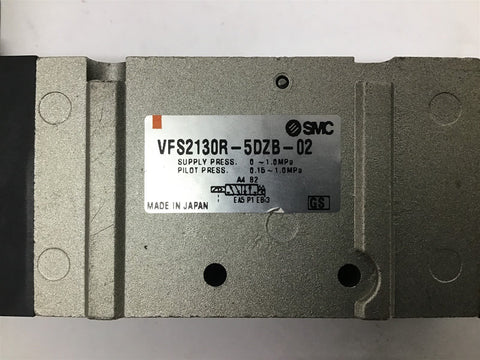 SMC
VFS2130R-5DZB-02
SUPPLY PRESS. 0 ~1.0MPa
PILOT PRESS. 0.15~1.0MPa
A4 B2
EA5 P1 EB3
MADE IN JAPAN
GS